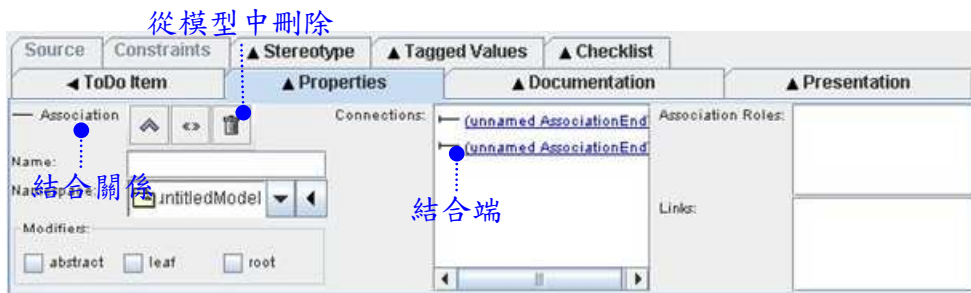 從模型中刪除
Source Constraints ▲ Stereotype ▲ Tagged Values ▲ Checklist
◄ ToDo Item ▲ Properties ▲ Documentation ▲ Presentation
Association
Connections:
(unnamed AssociationEnd
(unnamed AssociationEnd
Association Roles:
Name:
Namespace:
untitledModel
結合關係
結合端
Links:
Modifiers:
abstract leaf root